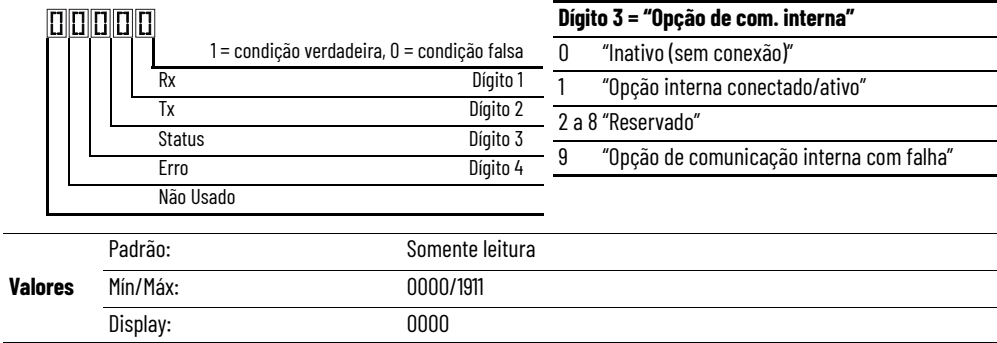 00000
1 = condição verdadeira, 0 = condição falsa
Rx Dígito 1
Tx Dígito 2
Status Dígito 3
Erro Dígito 4
Não Usado
Dígito 3 = “Opção de com. interna”
0 “Inativo (sem conexão)”
1 “Opção interna conectado/ativo”
2 a 8 “Reservado”
9 “Opção de comunicação interna com falha”
Valores
Padrão: Somente leitura
Mín/Máx: 0000/1911
Display: 0000